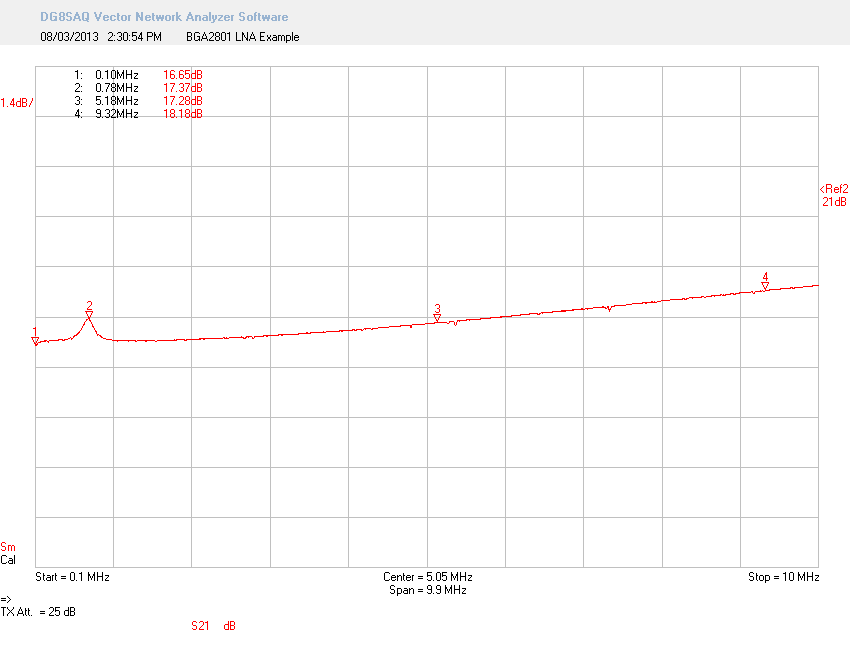 DG8SAQ Vector Network Analyzer Software
08/03/2013 2:30:54 PM BGA2801 LNA Example
1: 0.10MHz 16.65dB
2: 0.78MHz 17.37dB
1.4dB/
3: 5.18MHz 17.28dB
4: 9.32MHz 18.18dB
<Ref2
21dB
4
2
3
1
Sm
Cal
Start = 0.1 MHz Center = 5.05 MHz Stop = 10 MHz
Span = 9.9 MHz
=>
TX Att. = 25 dB
S21 dB